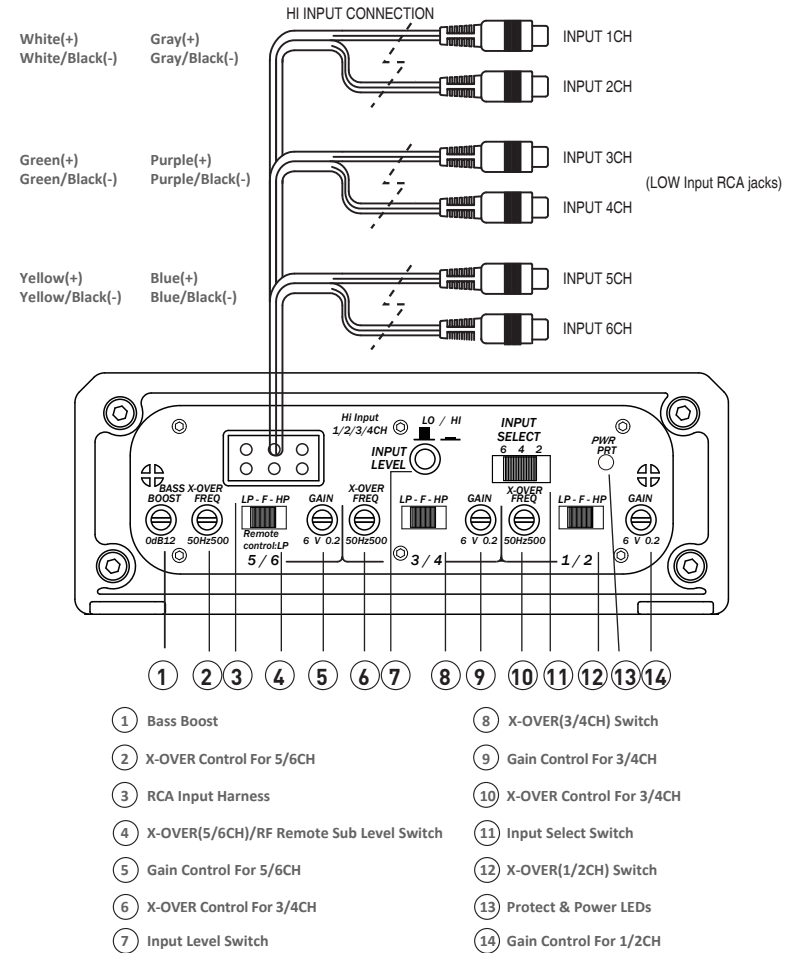 HI INPUT CONNECTION
White(+) Gray(+)
White/Black(-) Gray/Black(-)
INPUT 1CH
INPUT 2CH
Green(+) Purple(+)
Green/Black(-) Purple/Black(-)
INPUT 3CH
(LOW Input RCA jacks)
INPUT 4CH
Yellow(+) Blue(+)
Yellow/Black(-) Blue/Black(-)
INPUT 5CH
INPUT 6CH
Hi Input
1/2/3/4CH
LO / HI
INPUT
LEVEL
INPUT
SELECT
6 4 2
PWR
PRT
BASS
BOOST
0dB12
X-OVER
FREQ
50Hz500
LP - F - HP
Remote
control:LP
5 / 6
GAIN
6 V 0.2
X-OVER
FREQ
50Hz500
LP - F - HP
3 / 4
GAIN
6 V 0.2
X-OVER
FREQ
50Hz500
LP - F - HP
1 / 2
GAIN
6 V 0.2
1 2 3 4 5 6 7 8 9 10 11 12 13 14
1 Bass Boost
2 X-OVER Control For 5/6CH
3 RCA Input Harness
4 X-OVER(5/6CH)/RF Remote Sub Level Switch
5 Gain Control For 5/6CH
6 X-OVER Control For 3/4CH
7 Input Level Switch
8 X-OVER(3/4CH) Switch
9 Gain Control For 3/4CH
10 X-OVER Control For 3/4CH
11 Input Select Switch
12 X-OVER(1/2CH) Switch
13 Protect & Power LEDs
14 Gain Control For 1/2CH